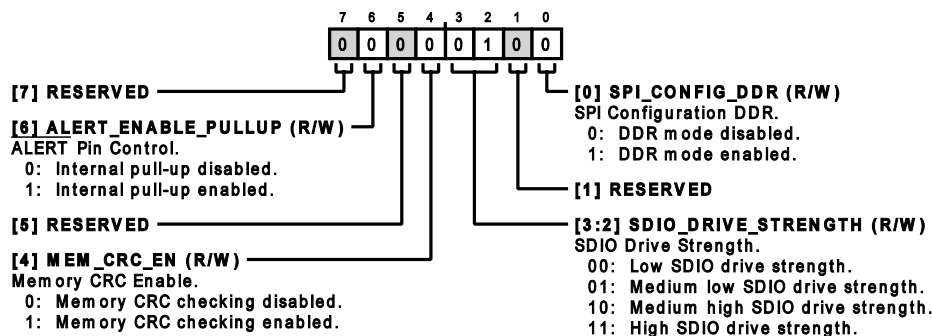 7 6 5 4 3 2 1 0
0 0 0 0 0 1 0 0
[7] RESERVED
[6] ALERT_ENABLE_PULLUP (R/W)
ALERT Pin Control.
0: Internal pull-up disabled.
1: Internal pull-up enabled.
[5] RESERVED
[4] MEM_CRC_EN (R/W)
Memory CRC Enable.
0: Memory CRC checking disabled.
1: Memory CRC checking enabled.
[0] SPI_CONFIG_DDR (R/W)
SPI Configuration DDR.
0: DDR mode disabled.
1: DDR mode enabled.
[1] RESERVED
[3:2] SDIO_DRIVE_STRENGTH (R/W)
SDIO Drive Strength.
00: Low SDIO drive strength.
01: Medium low SDIO drive strength.
10: Medium high SDIO drive strength.
11: High SDIO drive strength.